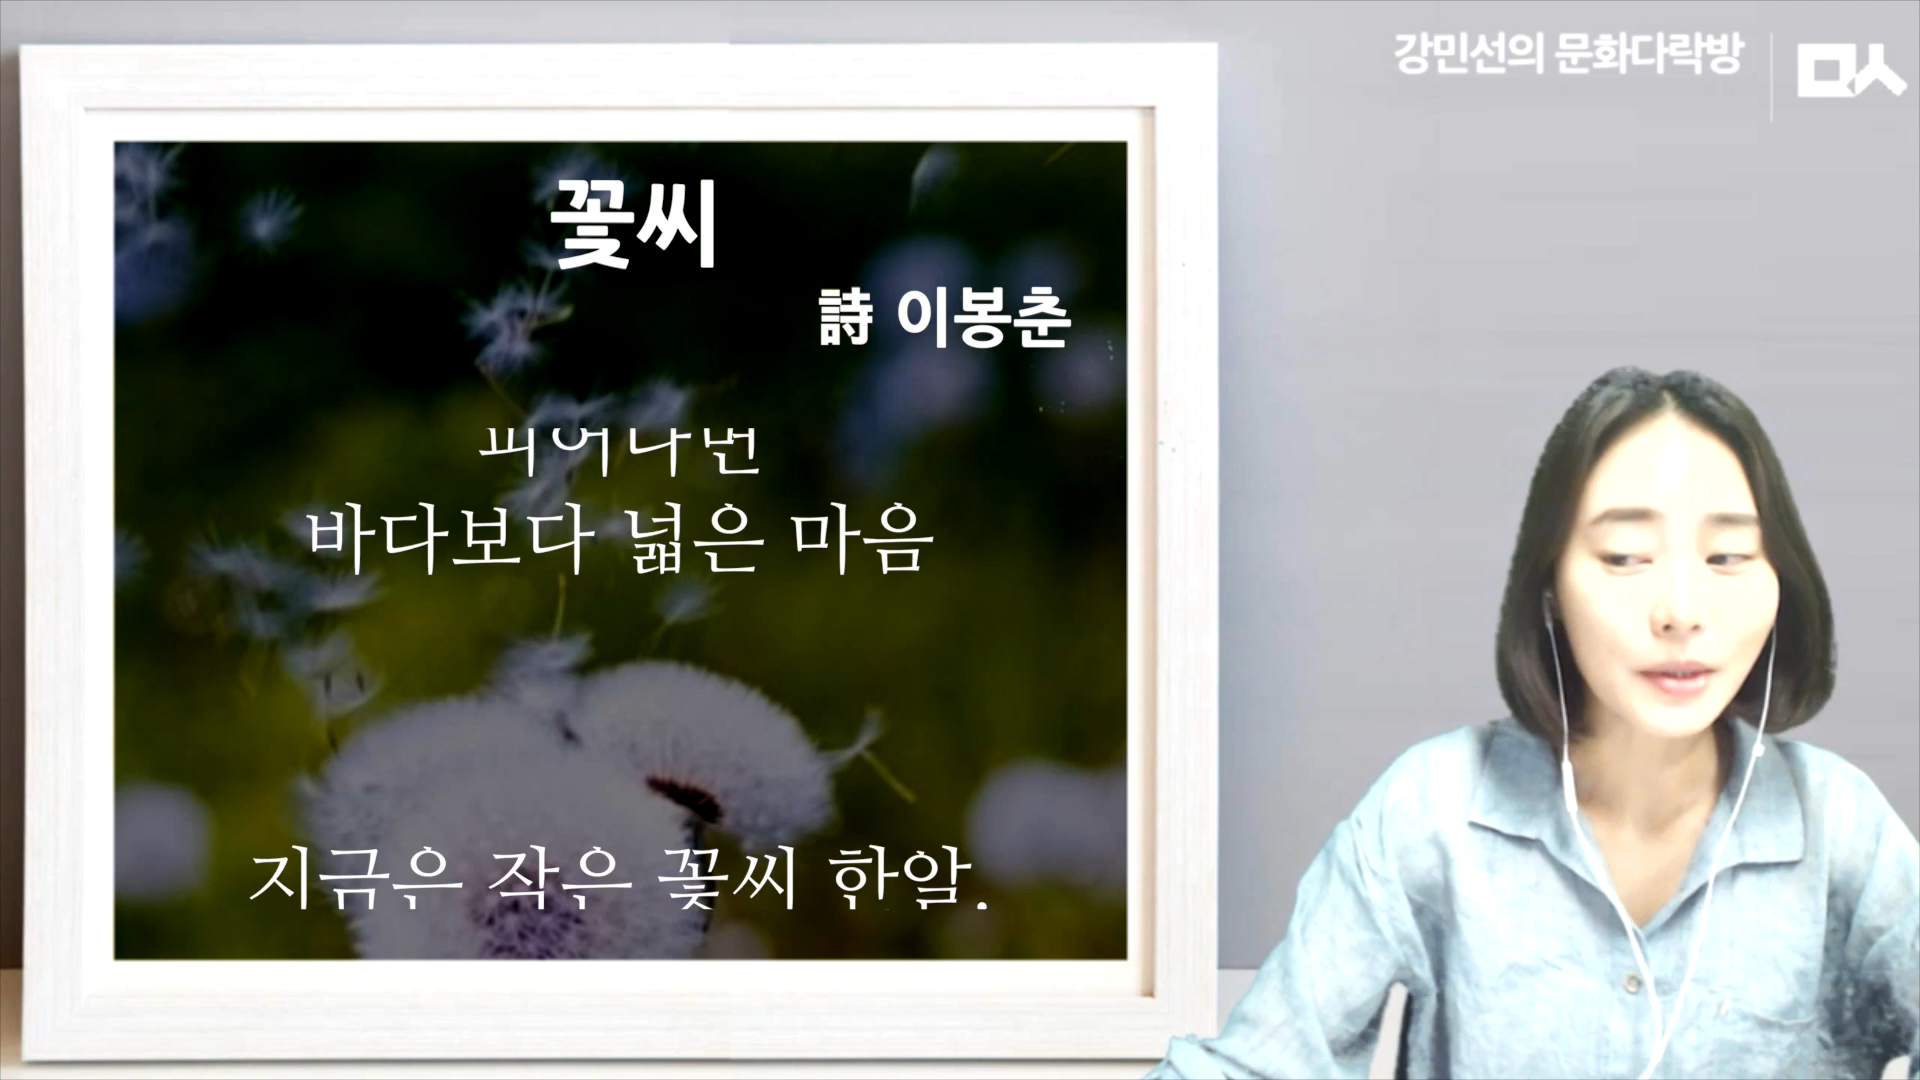 강민선의 문화다락방
꽃씨
詩 이봉춘
바다보다 넓은 마음
지금은 작은 꽃씨 한알.